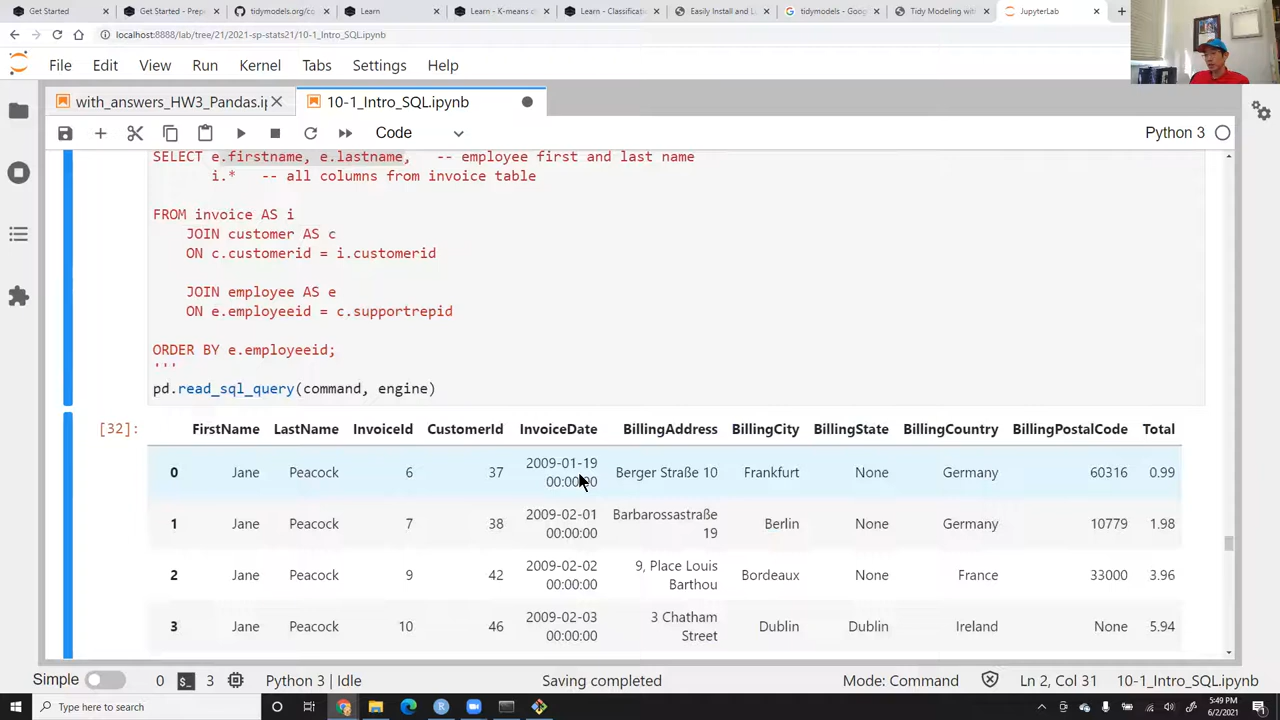 Get Started
Get Started - Prep
tidymodels.org/co
Learn
Learn - K-means c
Learn - Classificat
Easily Install and L
tidymodels - Goog
Tidy Modeling with
JupyterLab
localhost:8888/lab/tree/21/2021-sp-stats21/10-1_Intro_SQL.ipynb
File Edit View Run Kernel Tabs Settings Help
with_answers_HW3_Pandas.ip
10-1_Intro_SQL.ipynb
Code
Python 3
SELECT e.firstname, e.lastname, -- employee first and last name
i.* -- all columns from invoice table
FROM invoice AS i
JOIN customer AS c
ON c.customerid = i.customerid
JOIN employee AS e
ON e.employeeid = c.supportrepid
ORDER BY e.employeeid;
'''
pd.read_sql_query(command, engine)
[32]:
FirstName LastName InvoiceId CustomerId InvoiceDate BillingAddress BillingCity BillingState BillingCountry BillingPostalCode Total
0 Jane Peacock 6 37 2009-01-19 00:00:00 Berger Straße 10 Frankfurt None Germany 60316 0.99
1 Jane Peacock 7 38 2009-02-01 00:00:00 Barbarossastraße 19 Berlin None Germany 10779 1.98
2 Jane Peacock 9 42 2009-02-02 00:00:00 9, Place Louis Barthou Bordeaux None France 33000 3.96
3 Jane Peacock 10 46 2009-02-03 00:00:00 3 Chatham Street Dublin Dublin Ireland None 5.94
Simple 0 3 Python 3 | Idle Saving completed Mode: Command Ln 2, Col 31 10-1_Intro_SQL.ipynb
Type here to search
5:49 PM
6/2/2021